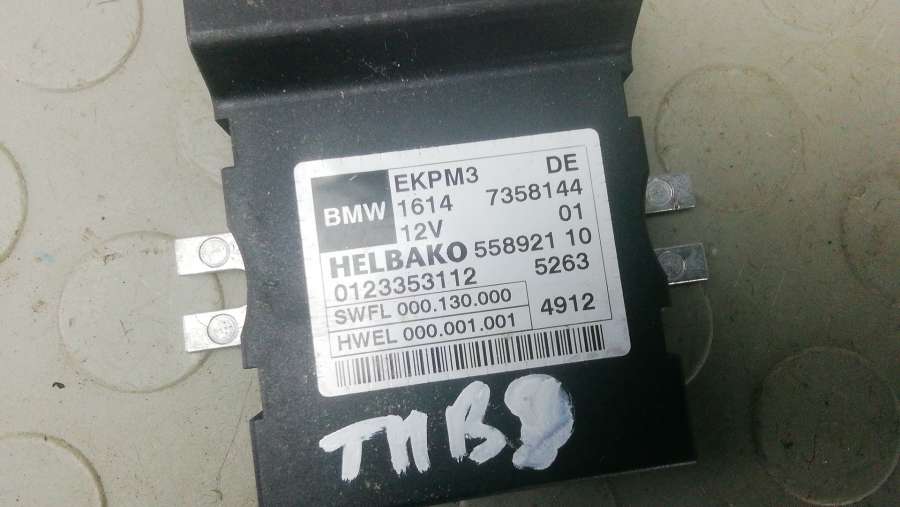 BMW
EKPM3 DE
1614 7358144
12V 01
HELBAKO 558921 10
0123353112 5263
SWFL 000.130.000
HWEL 000.001.001 4912